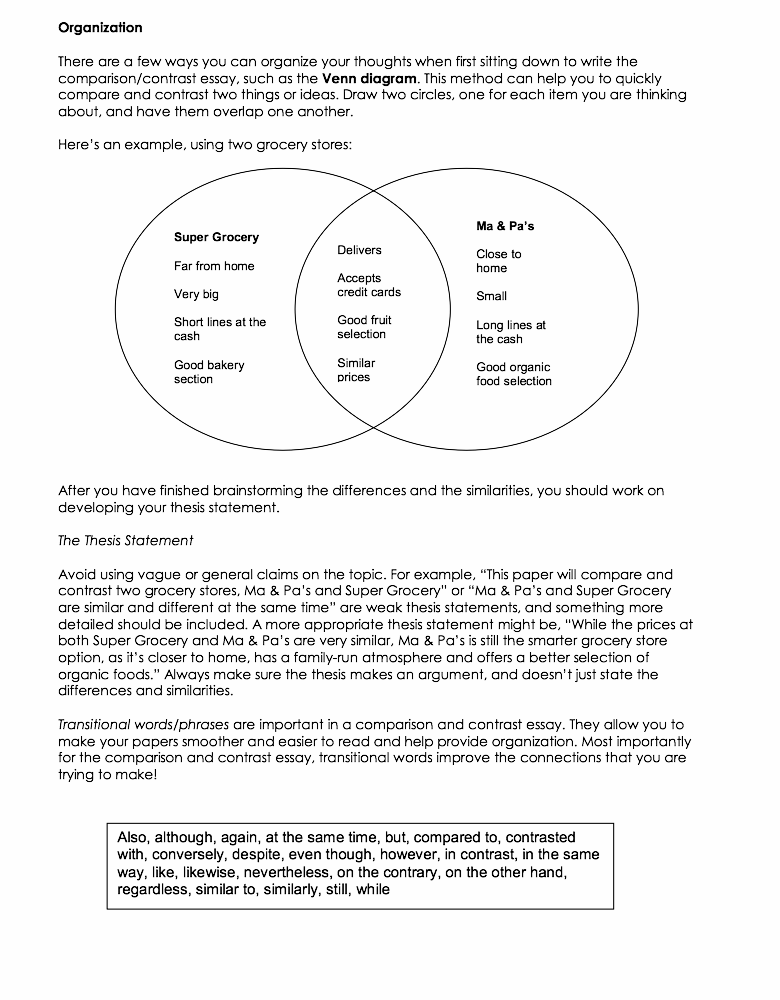 Organization
There are a few ways you can organize your thoughts when first sitting down to write the
comparison/contrast essay, such as the Venn diagram. This method can help you to quickly
compare and contrast two things or ideas. Draw two circles, one for each item you are thinking
about, and have them overlap one another.
Here's an example, using two grocery stores:
Super Grocery
Far from home
Very big
Short lines at the
cash
Good bakery
section
Delivers
Accepts
credit cards
Good fruit
selection
Similar
prices
Ma & Pa's
Close to
home
Small
Long lines at
the cash
Good organic
food selection
After you have finished brainstorming the differences and the similarities, you should work on
developing your thesis statement.
The Thesis Statement
Avoid using vague or general claims on the topic. For example, “This paper will compare and
contrast two grocery stores, Ma & Pa's and Super Grocery” or “Ma & Pa's and Super Grocery
are similar and different at the same time” are weak thesis statements, and something more
detailed should be included. A more appropriate thesis statement might be, “While the prices at
both Super Grocery and Ma & Pa's are very similar, Ma & Pa's is still the smarter grocery store
option, as it's closer to home, has a family-run atmosphere and offers a better selection of
organic foods.” Always make sure the thesis makes an argument, and doesn't just state the
differences and similarities.
Transitional words/phrases are important in a comparison and contrast essay. They allow you to
make your papers smoother and easier to read and help provide organization. Most importantly
for the comparison and contrast essay, transitional words improve the connections that you are
trying to make!
Also, although, again, at the same time, but, compared to, contrasted
with, conversely, despite, even though, however, in contrast, in the same
way, like, likewise, nevertheless, on the contrary, on the other hand,
regardless, similar to, similarly, still, while